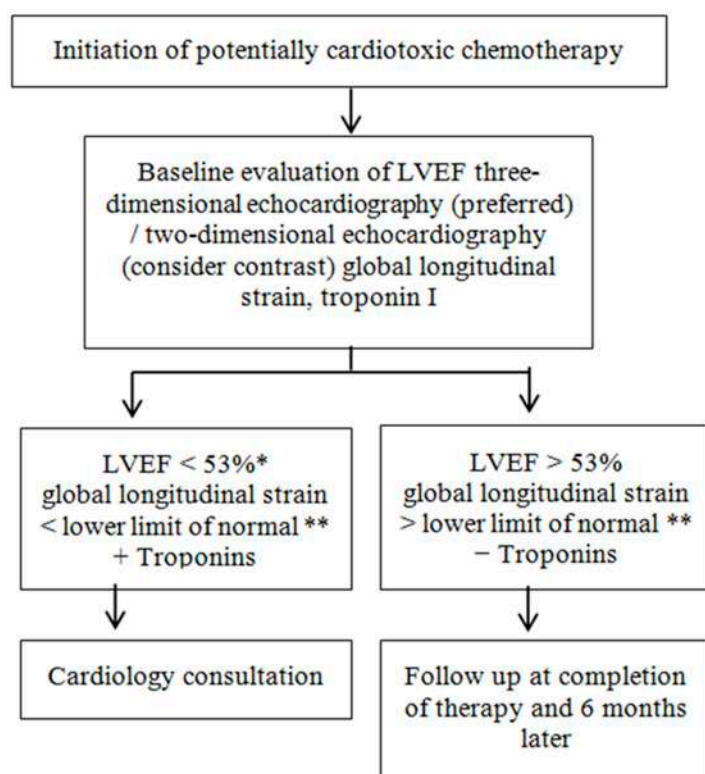 Initiation of potentially cardiotoxic chemotherapy
Baseline evaluation of LVEF three-
dimensional echocardiography (preferred)
/ two-dimensional echocardiography
(consider contrast) global longitudinal
strain, troponin I
LVEF < 53%*
global longitudinal strain
< lower limit of normal **
+ Troponins
LVEF > 53%
global longitudinal strain
> lower limit of normal **
− Troponins
Cardiology consultation
Follow up at completion
of therapy and 6 months
later